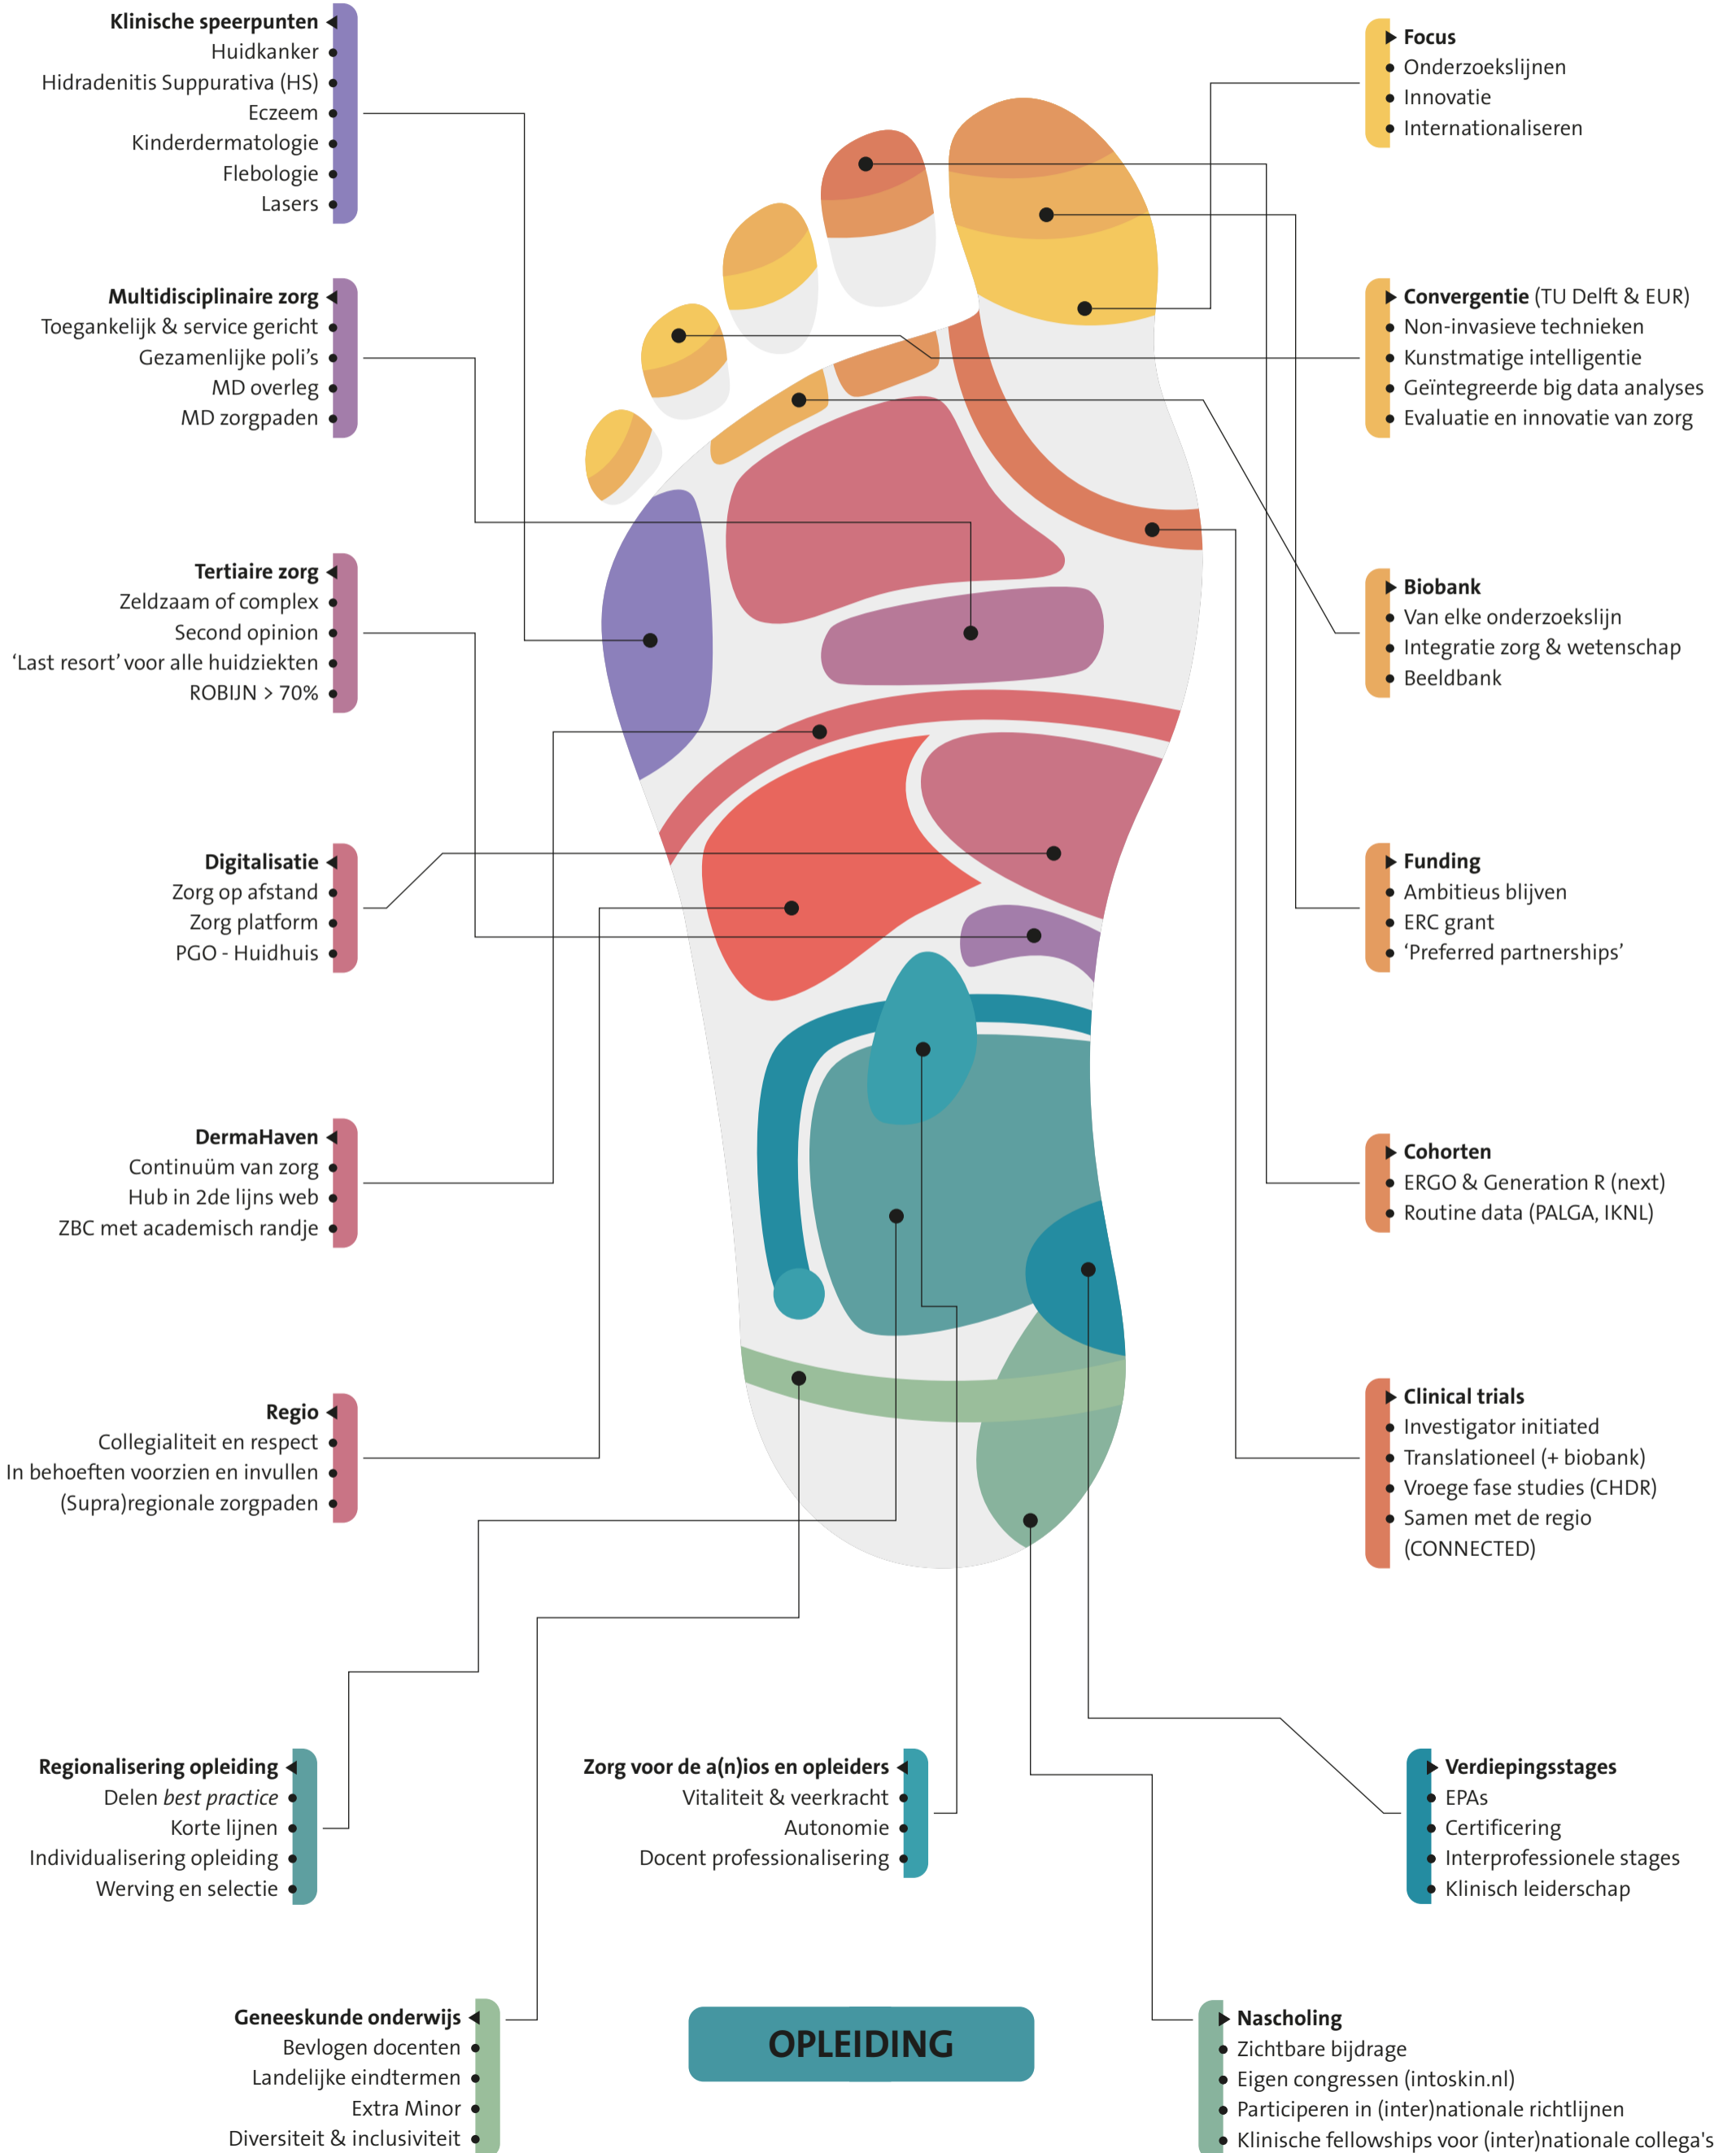 Klinische speerpunten
Huidkanker
Hidradenitis Suppurativa (HS)
Eczeem
Kinderdermatologie
Flebologie
Lasers
Multidisciplinaire zorg
Toegankelijk & service gericht
Gezamenlijke poli's
MD overleg
MD zorgpaden
Tertiaire zorg
Zeldzaam of complex
Second opinion
‘Last resort’ voor alle huidziekten
ROBIJN > 70%
Digitalisatie
Zorg op afstand
Zorg platform
PGO - Huidhuis
DermaHaven
Continuüm van zorg
Hub in 2de lijns web
ZBC met academisch randje
Regio
Collegialiteit en respect
In behoeften voorzien en invullen
(Supra)regionale zorgpaden
Focus
Onderzoekslijnen
Innovatie
Internationaliseren
Convergentie (TU Delft & EUR)
Non-invasieve technieken
Kunstmatige intelligentie
Geïntegreerde big data analyses
Evaluatie en innovatie van zorg
Biobank
Van elke onderzoekslijn
Integratie zorg & wetenschap
Beeldbank
Funding
Ambitieus blijven
ERC grant
‘Preferred partnerships’
Cohorten
ERGO & Generation R (next)
Routine data (PALGA, IKNL)
Clinical trials
Investigator initiated
Translationeel (+ biobank)
Vroege fase studies (CHDR)
Samen met de regio
(CONNECTED)
Regionalisering opleiding
Delen best practice
Korte lijnen
Individualisering opleiding
Werving en selectie
Zorg voor de a(n)ios en opleiders
Vitaliteit & veerkracht
Autonomie
Docent professionalisering
Verdiepingsstages
EPAs
Certificering
Interprofessionele stages
Klinisch leiderschap
Geneeskunde onderwijs
Bevlogen docenten
Landelijke eindtermen
Extra Minor
Diversiteit & inclusiviteit
OPLEIDING
Nascholing
Zichtbare bijdrage
Eigen congressen (intoskin.nl)
Participeren in (inter)nationale richtlijnen
Klinische fellowships voor (inter)nationale collega's